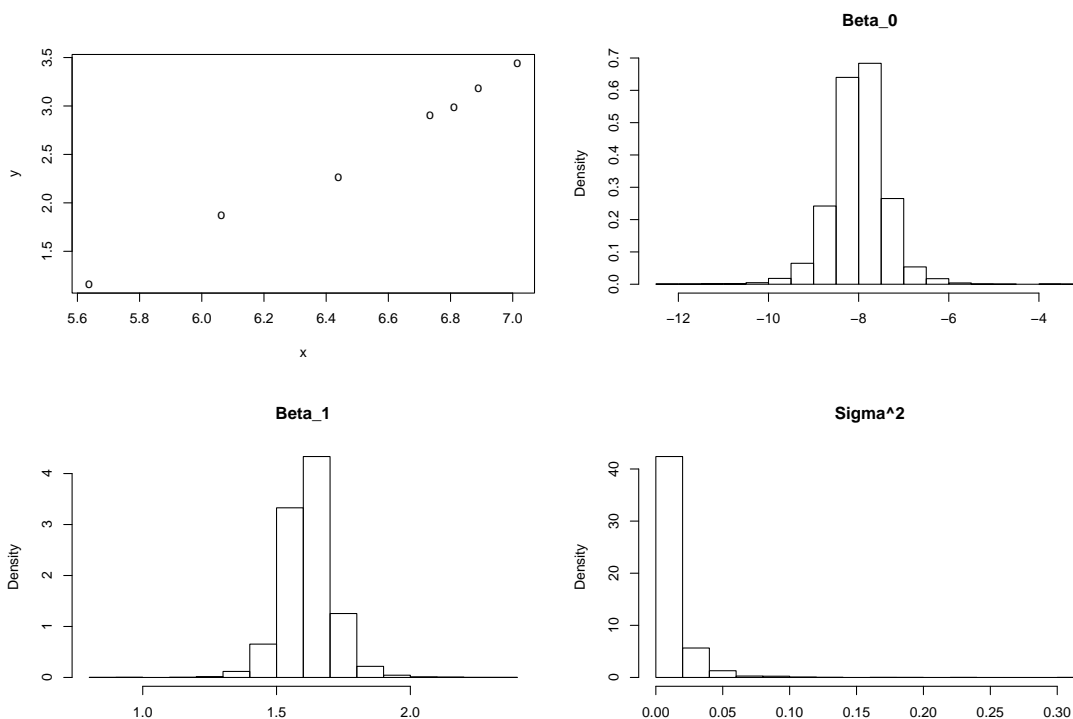 y
1.5 2.0 2.5 3.0 3.5
5.6 5.8 6.0 6.2 6.4 6.6 6.8 7.0
x
Beta_0
Density
0.0 0.1 0.2 0.3 0.4 0.5 0.6 0.7
−12 −10 −8 −6 −4
Beta_1
Density
0 1 2 3 4
1.0 1.5 2.0
Sigma^2
Density
0 10 20 30 40
0.00 0.05 0.10 0.15 0.20 0.25 0.30